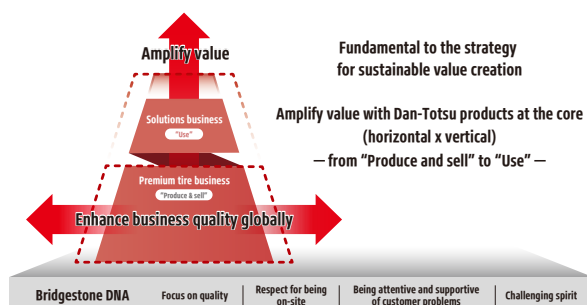 Amplify value
Solutions business
"Use"
Premium tire business
"Produce & sell"
Enhance business quality globally
Fundamental to the strategy
for sustainable value creation
Amplify value with Dan-Totsu products at the core
(horizontal x vertical)
— from "Produce and sell" to "Use" —
Bridgestone DNA
Focus on quality
Respect for being
on-site
Being attentive and supportive
of customer problems
Challenging spirit